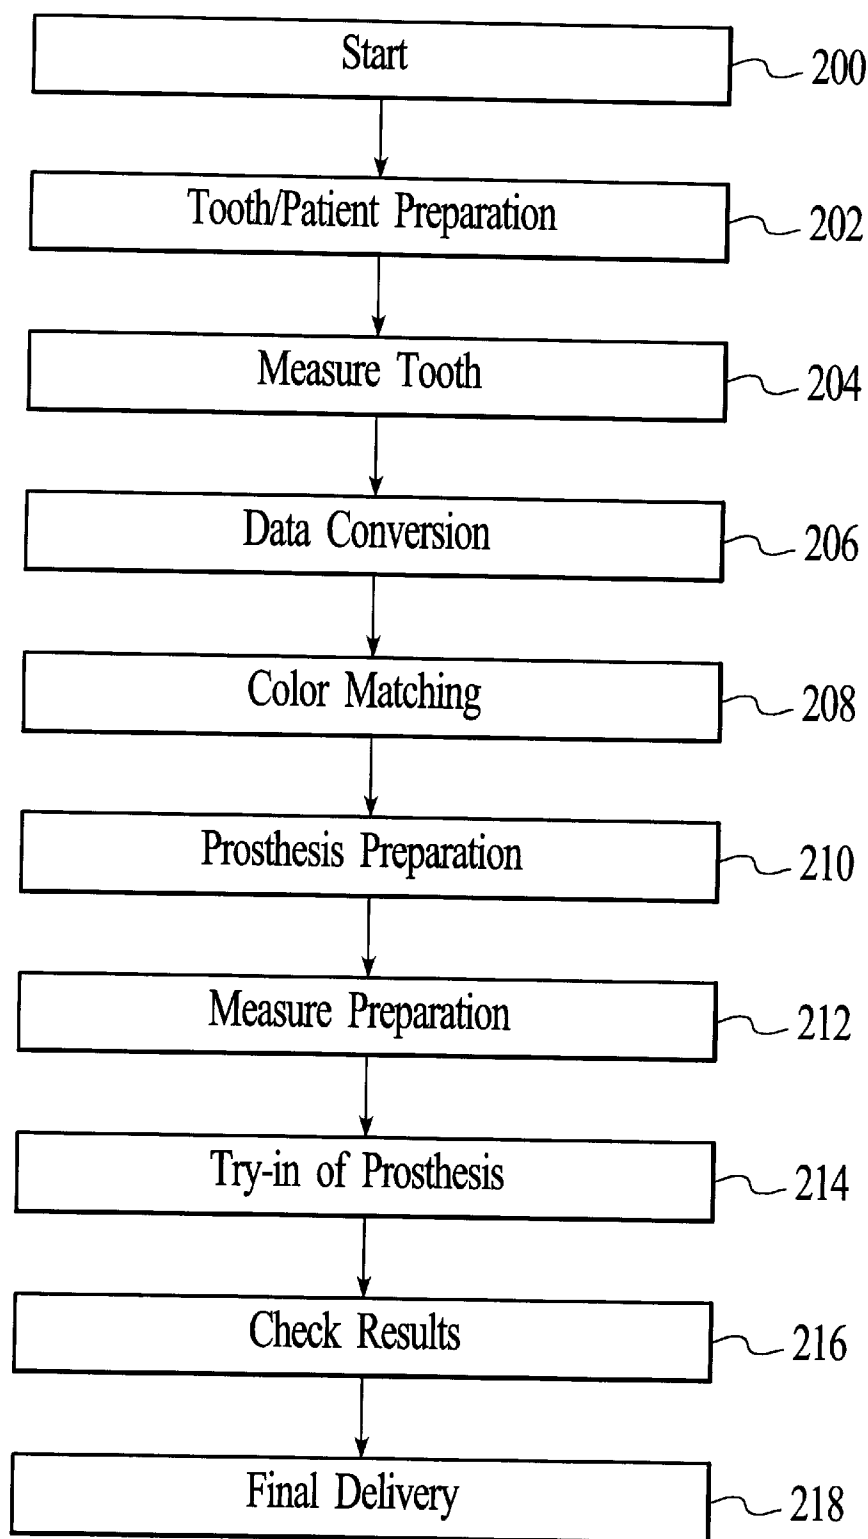 Start 200
Tooth/Patient Preparation 202
Measure Tooth 204
Data Conversion 206
Color Matching 208
Prosthesis Preparation 210
Measure Preparation 212
Try-in of Prosthesis 214
Check Results 216
Final Delivery 218